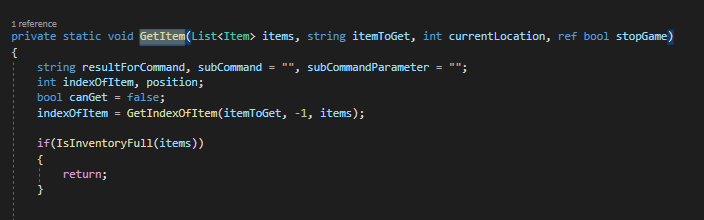 1 reference
private static void GetItem(List<Item> items, string itemToGet, int currentLocation, ref bool stopGame)
{
string resultForCommand, subCommand = "", subCommandParameter = "";
int indexOfItem, position;
bool canGet = false;
indexOfItem = GetIndexOfItem(itemToGet, -1, items);
if(IsInventoryFull(items))
{
return;
}